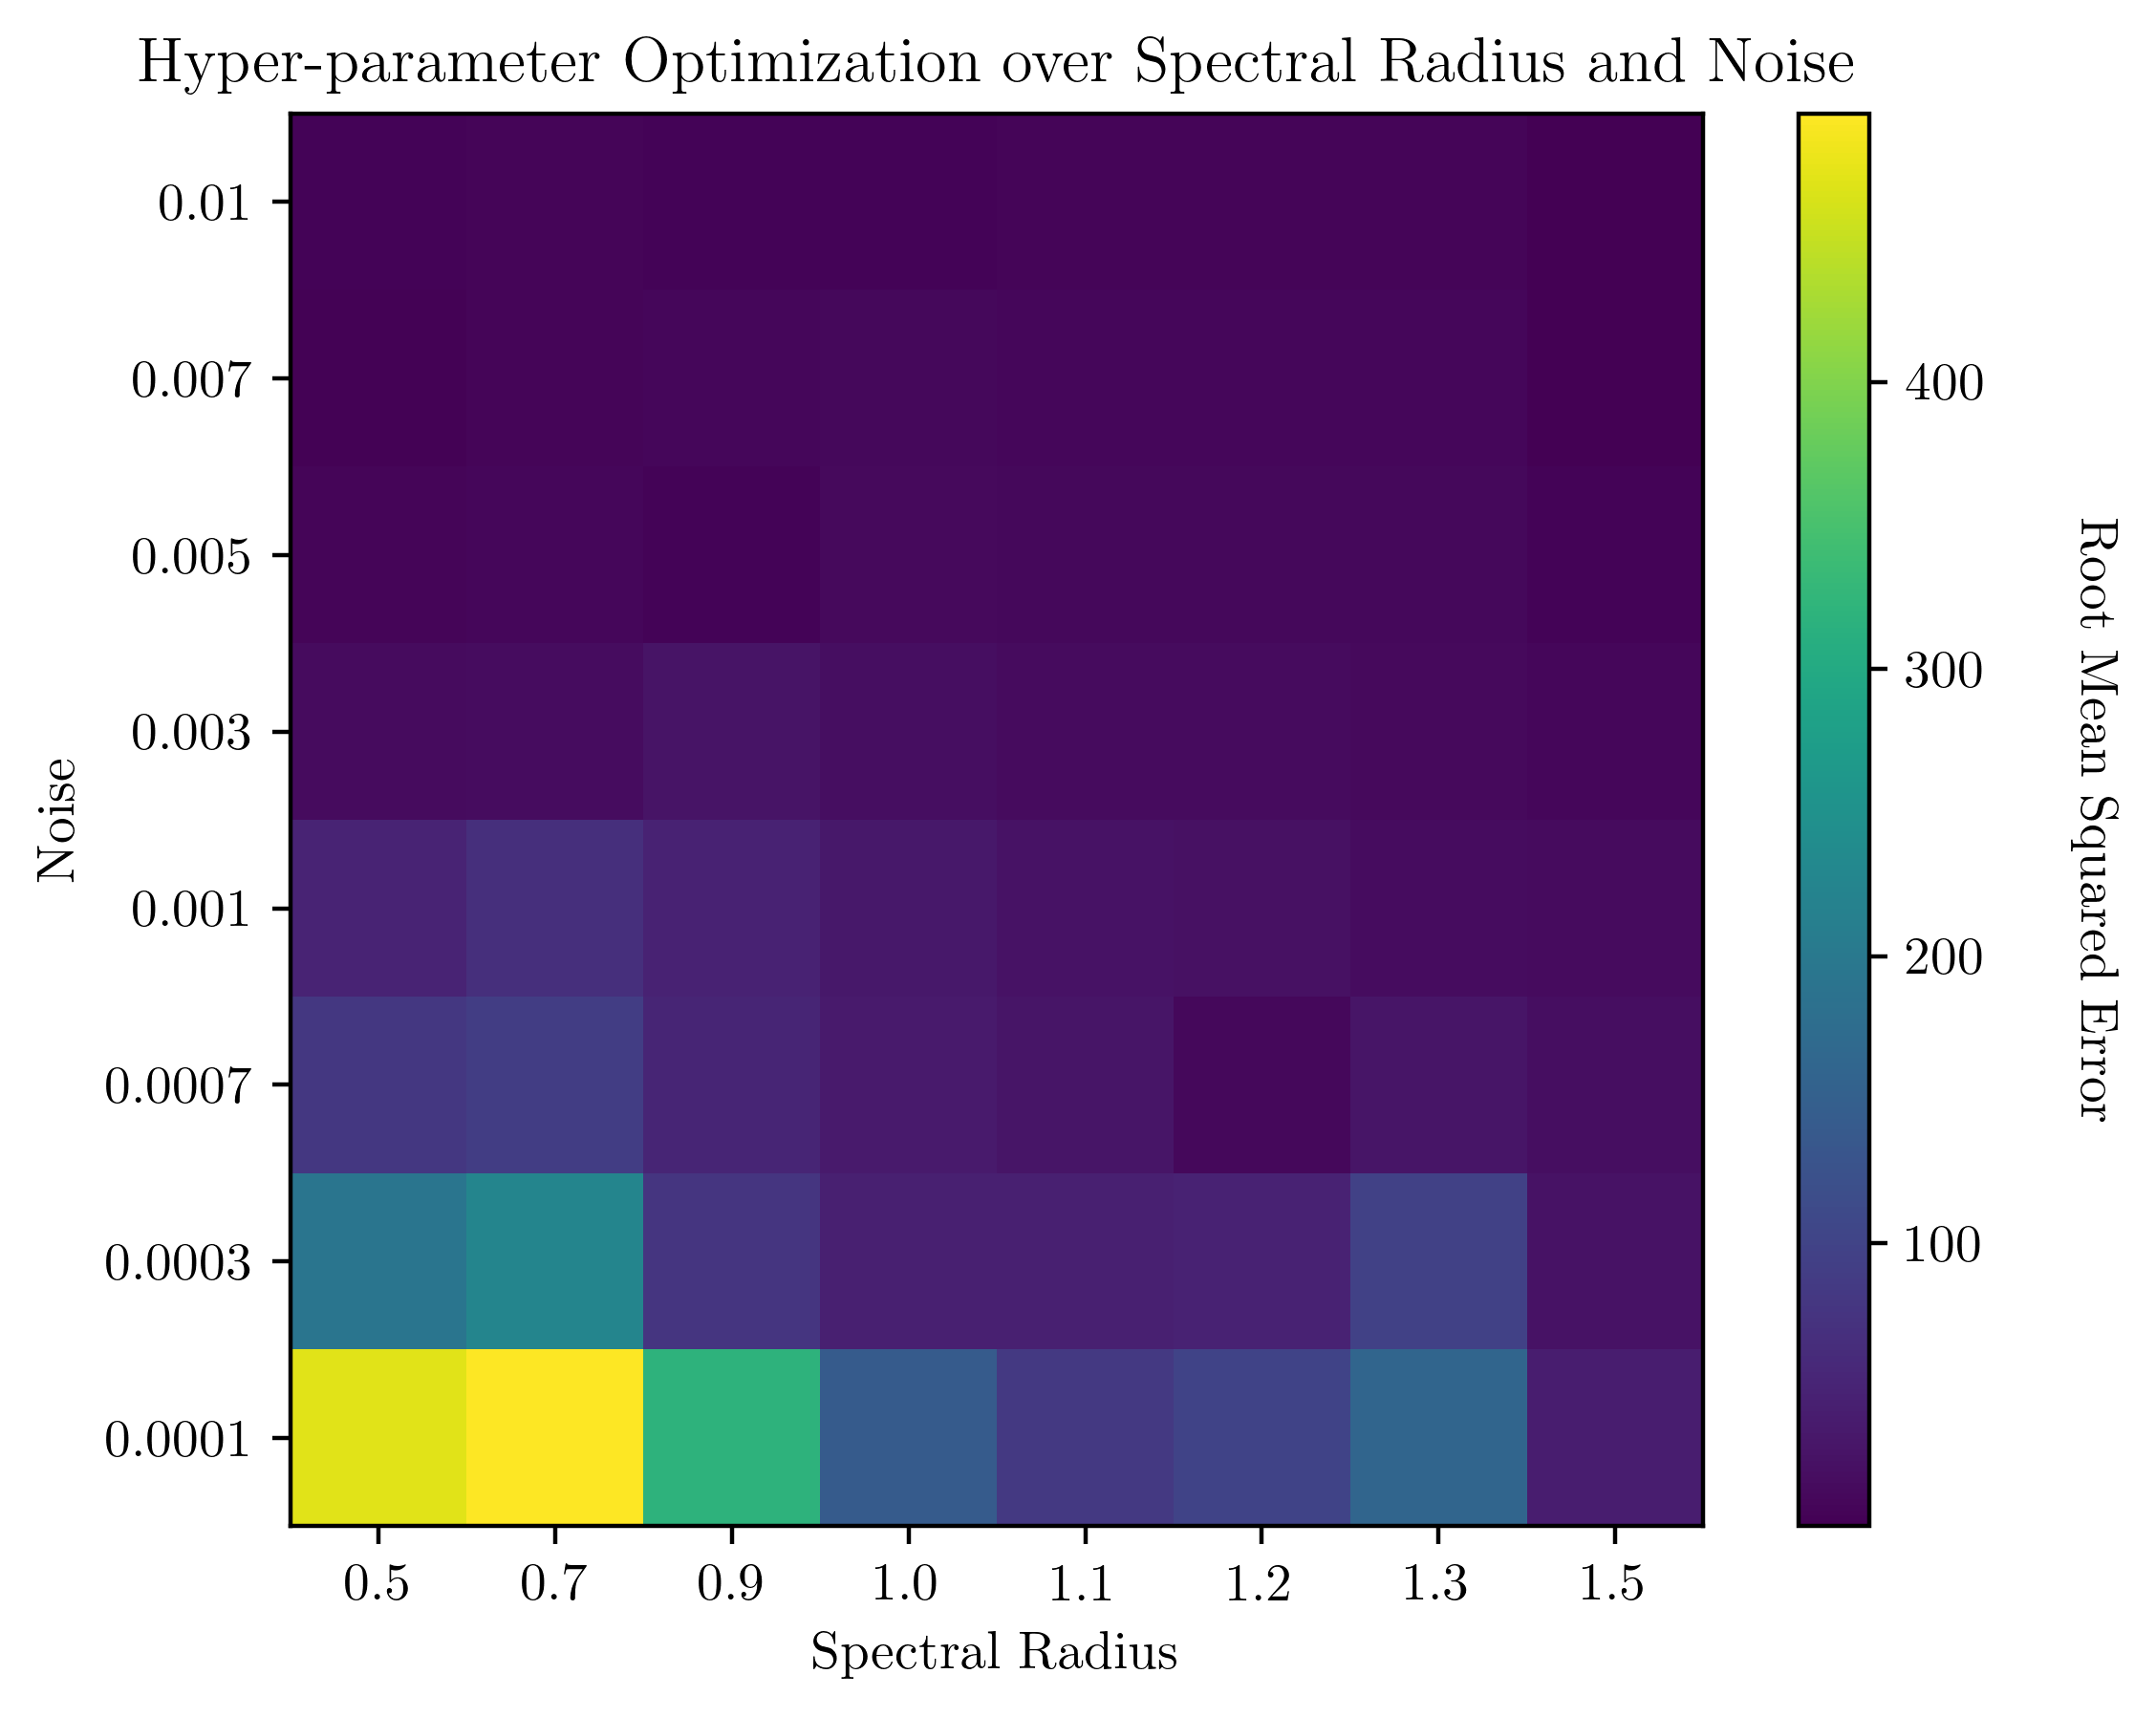 Hyper-parameter Optimization over Spectral Radius and Noise
0.01
0.007
0.005
0.003
0.001
0.0007
0.0003
0.0001
Noise
0.5 0.7 0.9 1.0 1.1 1.2 1.3 1.5
Spectral Radius
400
300
200
100
Root Mean Squared Error